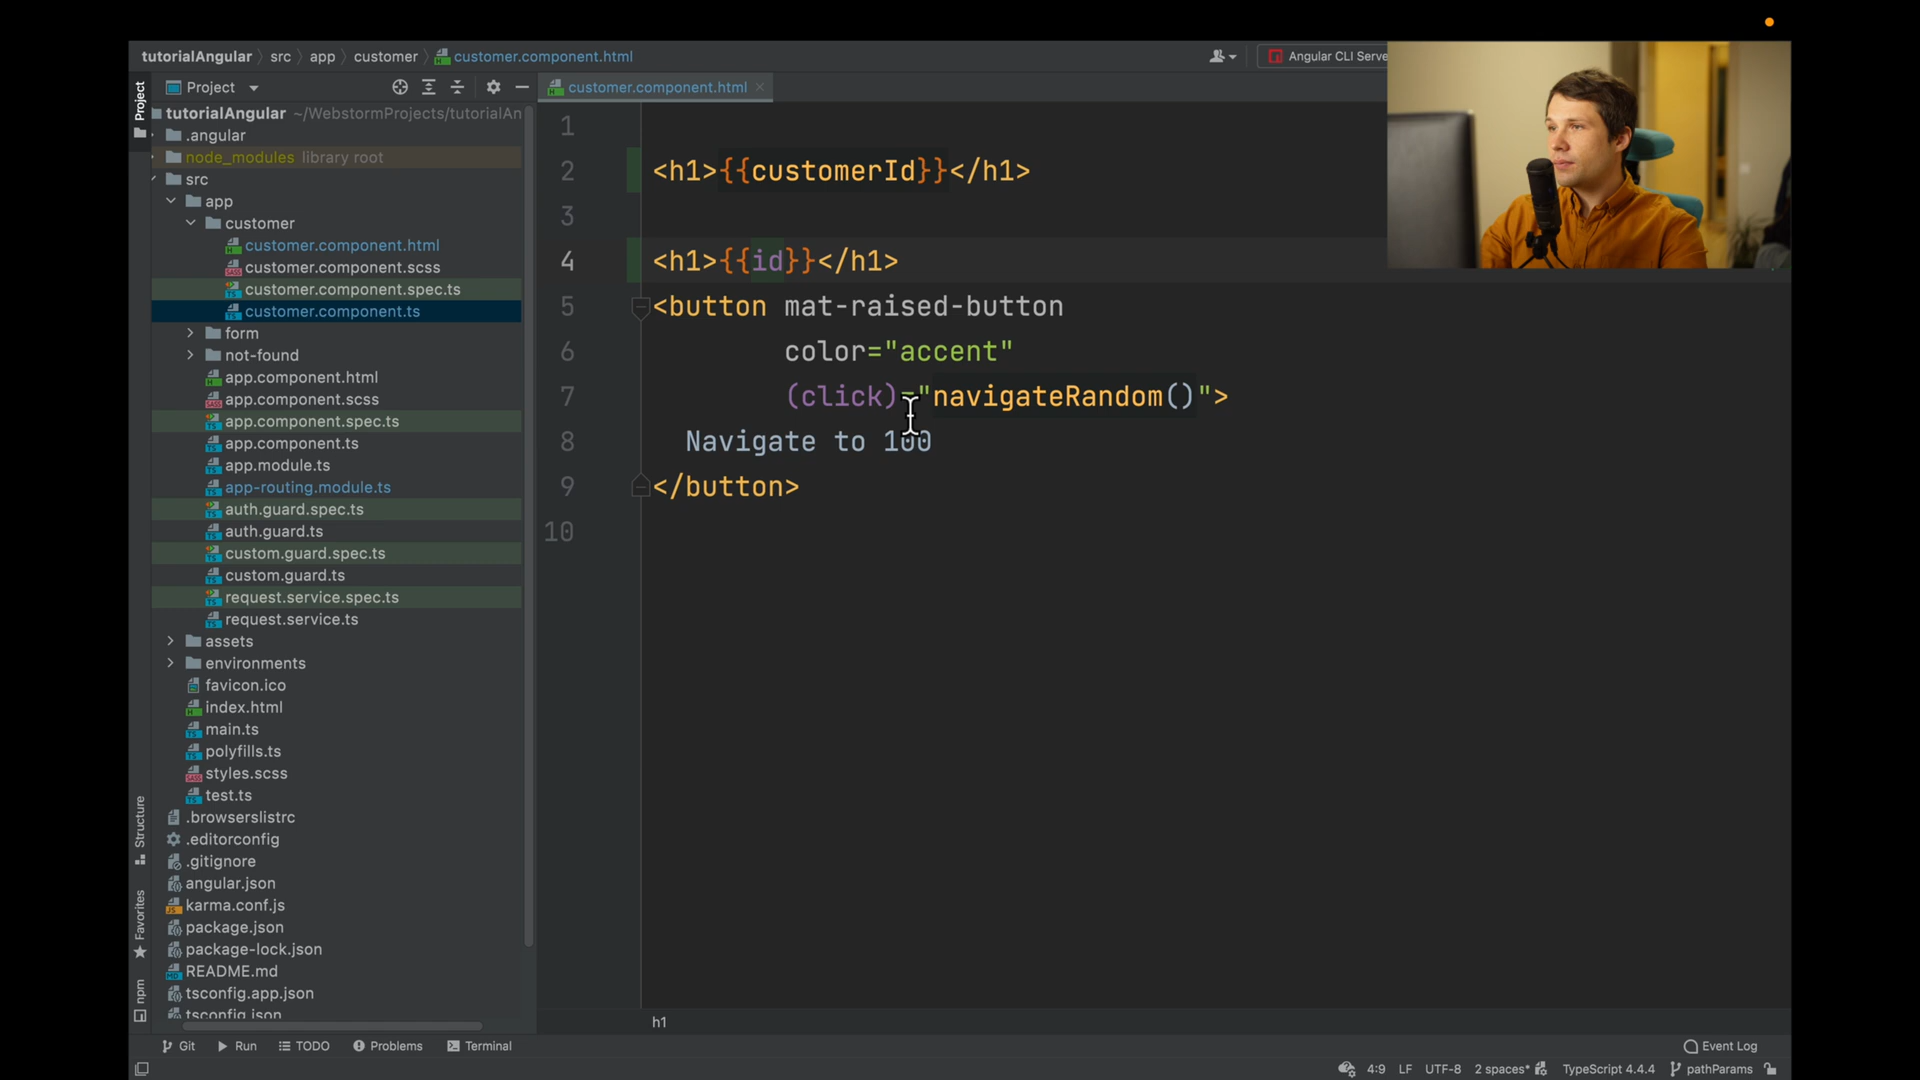 tutorialAngular src app customer customer.component.html
Angular CLI Serve
Project
Project
customer.component.html
tutorialAngular ~/WebstormProjects/tutorialAn
.angular
node_modules library root
src
app
customer
customer.component.html
customer.component.scss
customer.component.spec.ts
customer.component.ts
form
not-found
app.component.html
app.component.scss
app.component.spec.ts
app.component.ts
app.module.ts
app-routing.module.ts
auth.guard.spec.ts
auth.guard.ts
custom.guard.spec.ts
custom.guard.ts
request.service.spec.ts
request.service.ts
assets
environments
favicon.ico
index.html
main.ts
polyfills.ts
styles.scss
test.ts
.browserslistrc
.editorconfig
.gitignore
angular.json
karma.conf.js
package.json
package-lock.json
README.md
tsconfig.app.json
tsconfig.json
Structure
Favorites
npm
1
2 <h1>{{customerId}}</h1>
3
4 <h1>{{id}}</h1>
5 <button mat-raised-button
6 color="accent"
7 (click)="navigateRandom()">
8 Navigate to 100
9 </button>
10
h1
Git Run TODO Problems Terminal Event Log
4:9 LF UTF-8 2 spaces* TypeScript 4.4.4 pathParams